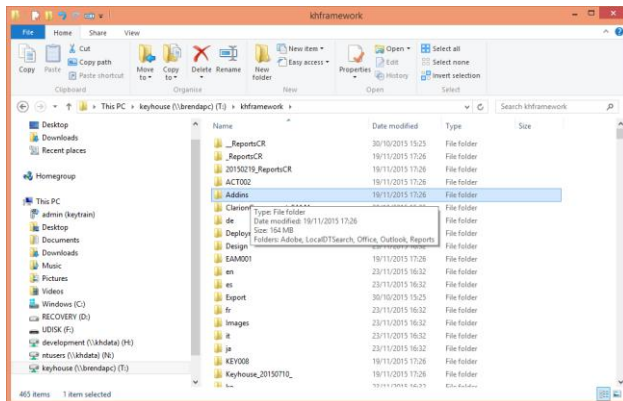 khframework
File Home Share View
Cut
Copy path
Paste shortcut
Copy Paste
Move to Copy to Delete Rename
New folder
New item
Easy access
Properties
Open
Edit
History
Select all
Select none
Invert selection
Clipboard Organise New Open Select
This PC keyhouse (\\brendapc) (T:) khframework
Search khframework
Name Date modified Type Size
Desktop
Downloads
Recent places
Homegroup
This PC
admin (keytrain)
Desktop
Documents
Downloads
Music
Pictures
Videos
Windows (C:)
RECOVERY (D:)
UDISK (F:)
development (\\khdata) (H:)
ntusers (\\khdata) (N:)
keyhouse (\\brendapc) (T:)
__ReportsCR 30/10/2015 15:25 File folder
_ReportsCR 19/11/2015 17:26 File folder
20150219_ReportsCR 19/11/2015 17:26 File folder
ACT002 19/11/2015 17:26 File folder
Addins 19/11/2015 17:26 File folder
Type: File folder
Date modified: 19/11/2015 17:26
Size: 164 MB
Folders: Adobe, LocalDTSearch, Office, Outlook, Reports
de File folder
Design File folder
EAM001 19/11/2015 17:26 File folder
en 23/11/2015 16:32 File folder
es 23/11/2015 16:32 File folder
Export 30/10/2015 15:25 File folder
fr 23/11/2015 16:32 File folder
Images 23/11/2015 16:32 File folder
it 23/11/2015 16:32 File folder
ja 23/11/2015 16:32 File folder
KEY008 19/11/2015 17:26 File folder
Keyhouse_20150710_ 19/11/2015 17:26 File folder
465 items 1 item selected